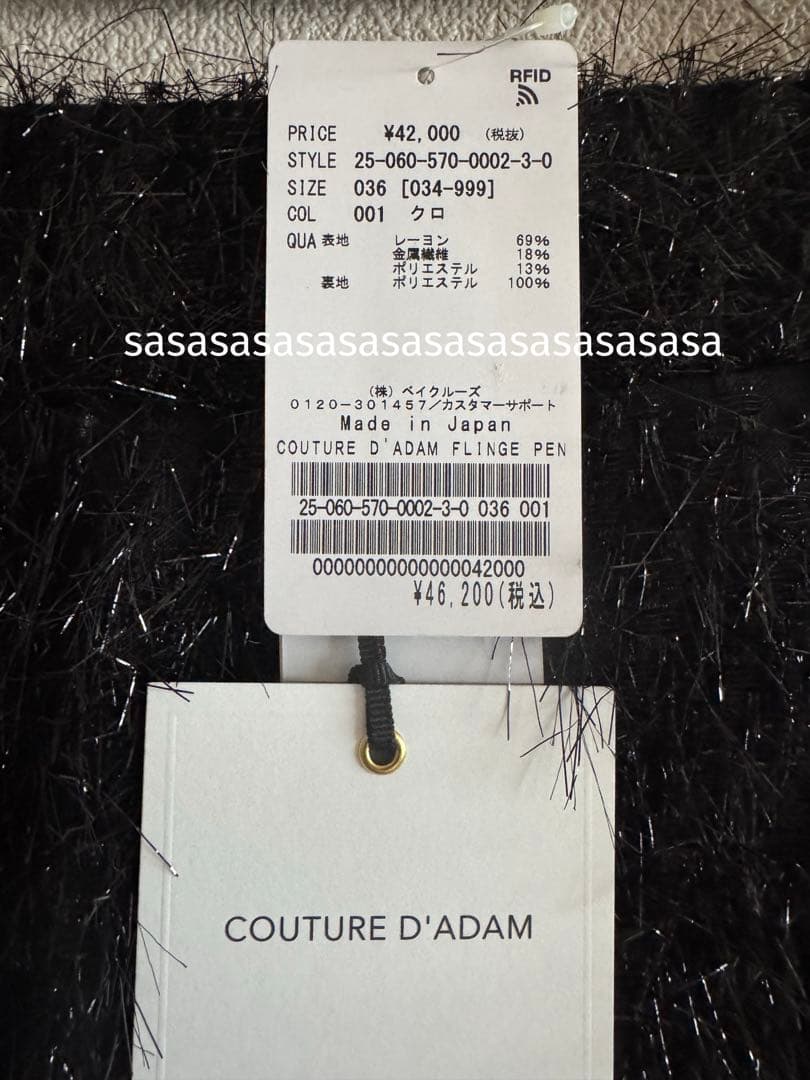 RFID
PRICE ¥42,000 (税抜)
STYLE 25-060-570-0002-3-0
SIZE 036 [034-999]
COL 001 クロ
QUA 表地 レーヨン 69%
金属繊維 18%
ポリエステル 13%
裏地 ポリエステル 100%
sasasasasasasasasasasasasasasa
(株) ベイクルーズ
0120-301457/カスタマーサポート
Made in Japan
COUTURE D'ADAM FLINGE PEN
25-060-570-0002-3-0 036 001
00000000000000042000
¥46,200(税込)
COUTURE D'ADAM